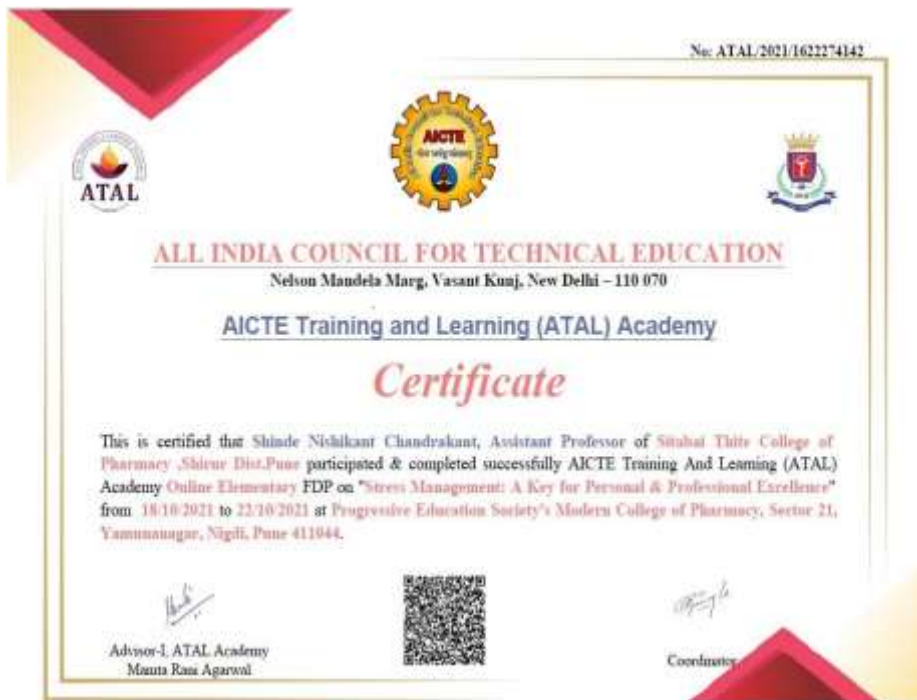 No: ATAL/2021/1622274142
ATAL
AICTE
ALL INDIA COUNCIL FOR TECHNICAL EDUCATION
Nelson Mandela Marg, Vasant Kunj, New Delhi – 110 070
AICTE Training and Learning (ATAL) Academy
Certificate
This is certified that Shinde Nishikant Chandrakant, Assistant Professor of Sitabai Thite College of
Pharmacy ,Shirur Dist.Pune participated & completed successfully AICTE Training And Learning (ATAL)
Academy Online Elementary FDP on "Stress Management: A Key for Personal & Professional Excellence"
from 18/10/2021 to 22/10/2021 at Progressive Education Society's Modern College of Pharmacy, Sector 21,
Yamunanagar, Nigdi, Pune 411044.
Advisor-I, ATAL Academy
Mamta Rani Agarwal
Coordinator